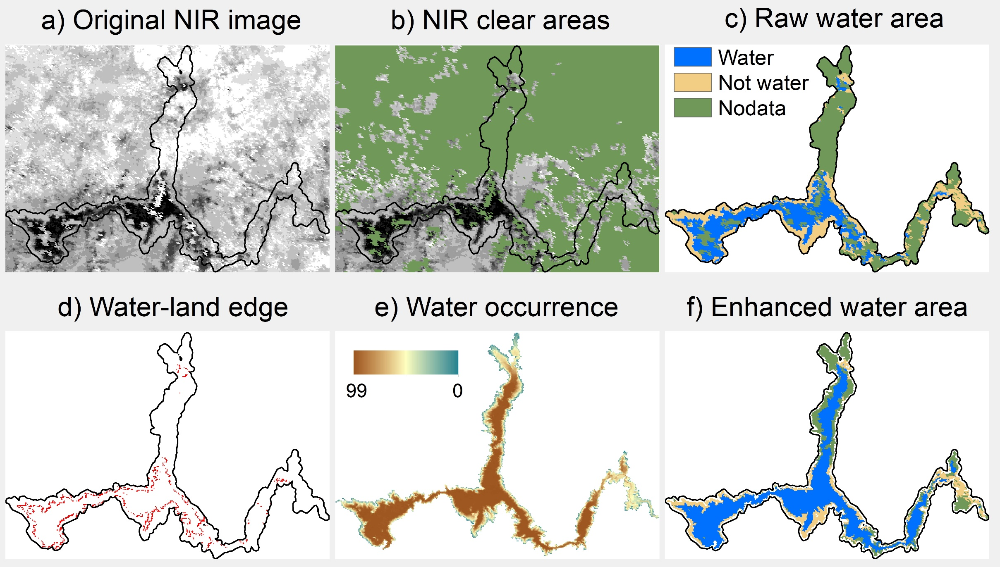 a) Original NIR image
b) NIR clear areas
c) Raw water area
Water
Not water
Nodata
d) Water-land edge
e) Water occurrence
f) Enhanced water area
99 0